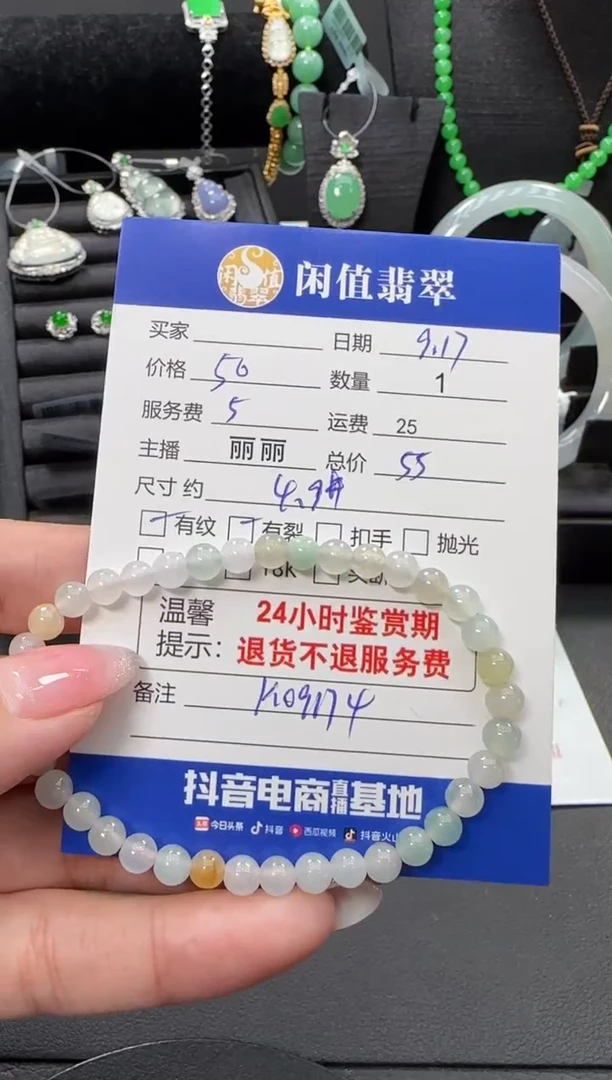 闲值翡翠
闲值翡翠
买家 日期 9.17
价格 50 数量 1
服务费 5 运费 25
主播 丽丽 总价 55
尺寸约 4.9
有纹 有裂 扣手 抛光
18k
温馨提示： 24小时鉴赏期
退货不退服务费
备注 K09174
抖音电商直播基地
今日头条 抖音 西瓜视频 抖音火山